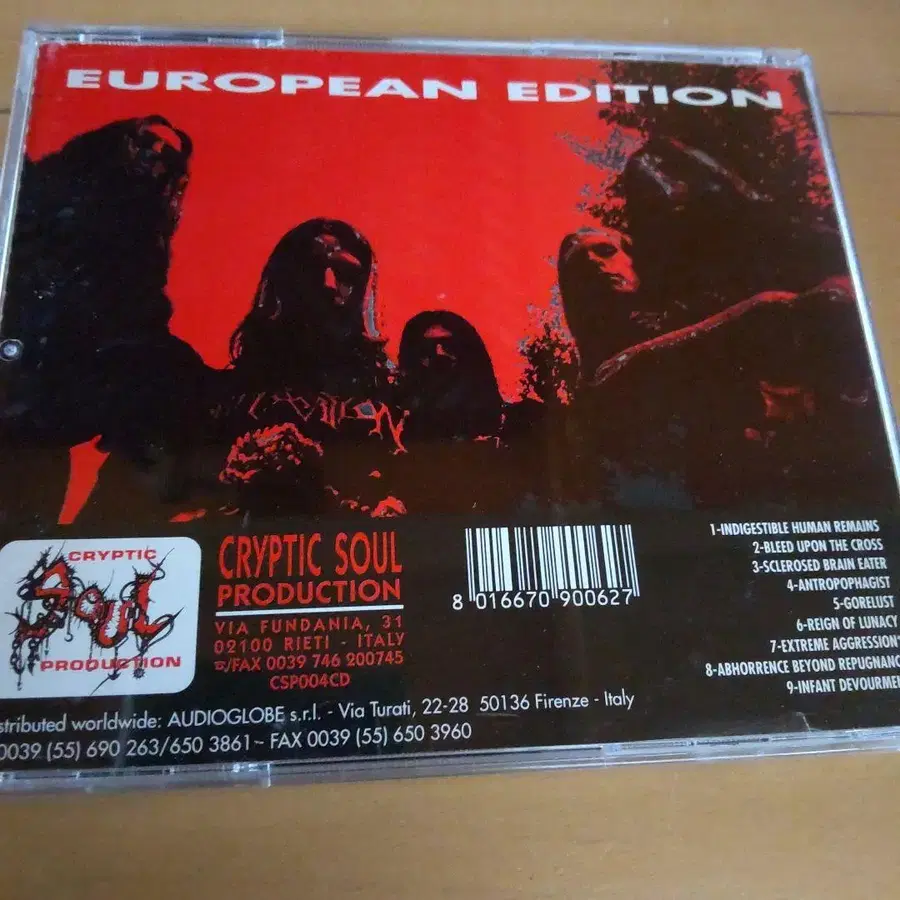 EUROPEAN EDITION
CRYPTIC
SOUL
PRODUCTION
CRYPTIC SOUL
PRODUCTION
VIA FUNDANIA, 31
02100 RIETI - ITALY
☎/FAX 0039 746 200745
CSP004CD
8 016670 900627
1-INDIGESTIBLE HUMAN REMAINS
2-BLEED UPON THE CROSS
3-SCLEROSED BRAIN EATER
4-ANTROPOPHAGIST
5-GORELUST
6-REIGN OF LUNACY
7-EXTREME AGGRESSION*
8-ABHORRENCE BEYOND REPUGNANC
9-INFANT DEVOURME
stributed worldwide: AUDIOGLOBE s.r.l. - Via Turati, 22-28 50136 Firenze - Italy
0039 (55) 690 263/650 3861 ~ FAX 0039 (55) 650 3960